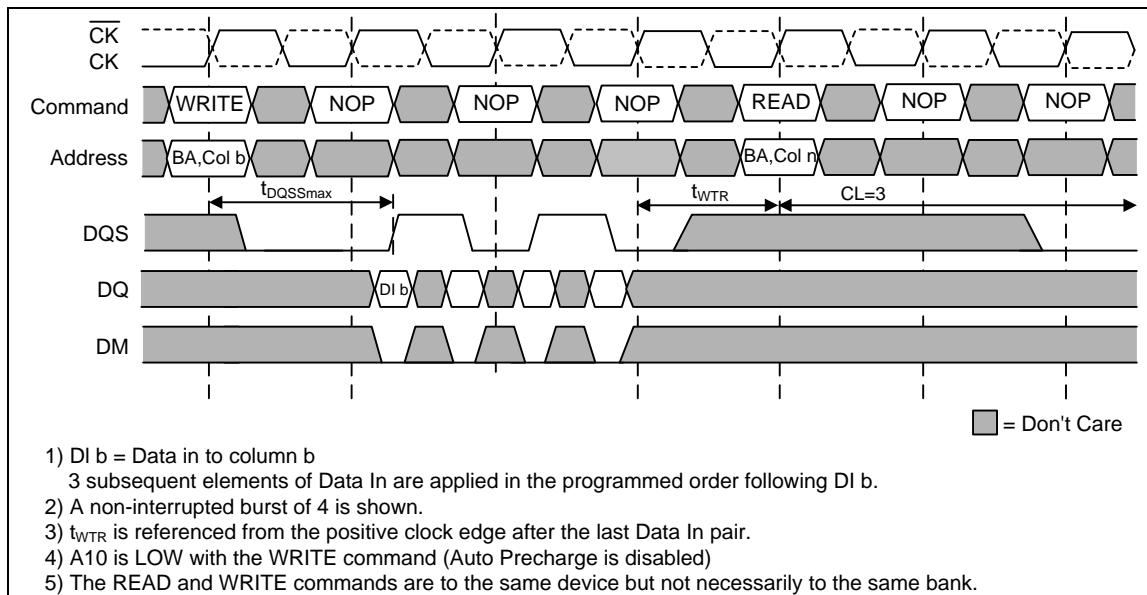 CK
CK
Command WRITE NOP NOP NOP READ NOP NOP
Address BA,Col b BA,Col n
tDQSSmax tWTR CL=3
DQS
DQ DI b
DM
= Don't Care
1) DI b = Data in to column b
3 subsequent elements of Data In are applied in the programmed order following DI b.
2) A non-interrupted burst of 4 is shown.
3) tWTR is referenced from the positive clock edge after the last Data In pair.
4) A10 is LOW with the WRITE command (Auto Precharge is disabled)
5) The READ and WRITE commands are to the same device but not necessarily to the same bank.